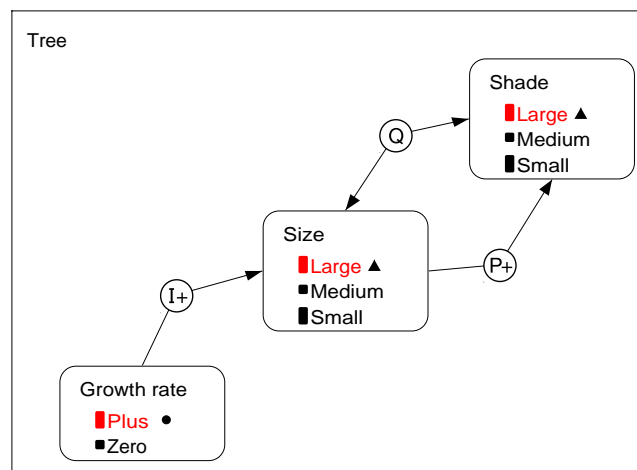 Tree
Shade
Large
Medium
Small
Q
Size
Large
Medium
Small
P+
I+
Growth rate
Plus
Zero